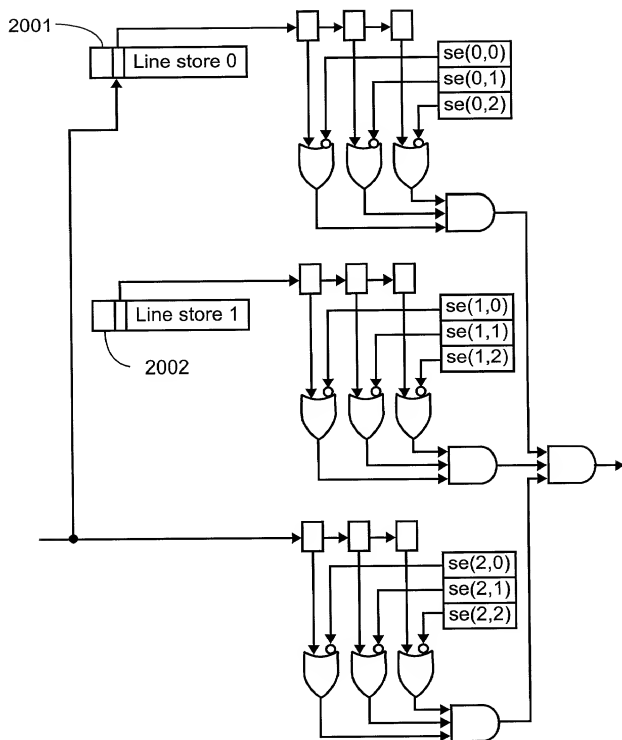 2001
Line store 0
se(0,0)
se(0,1)
se(0,2)
Line store 1
2002
se(1,0)
se(1,1)
se(1,2)
se(2,0)
se(2,1)
se(2,2)